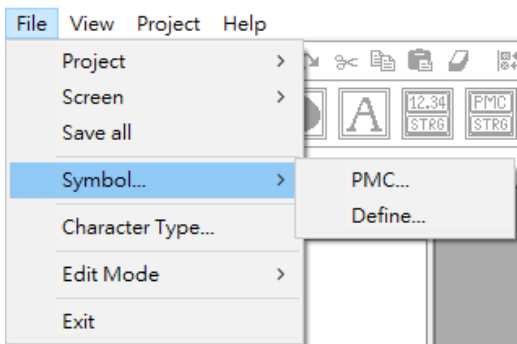 File View Project Help
Project
Screen
Save all
Symbol...
PMC...
Define...
Character Type...
Edit Mode
Exit
A
12.34
STRG
PMC
STRG